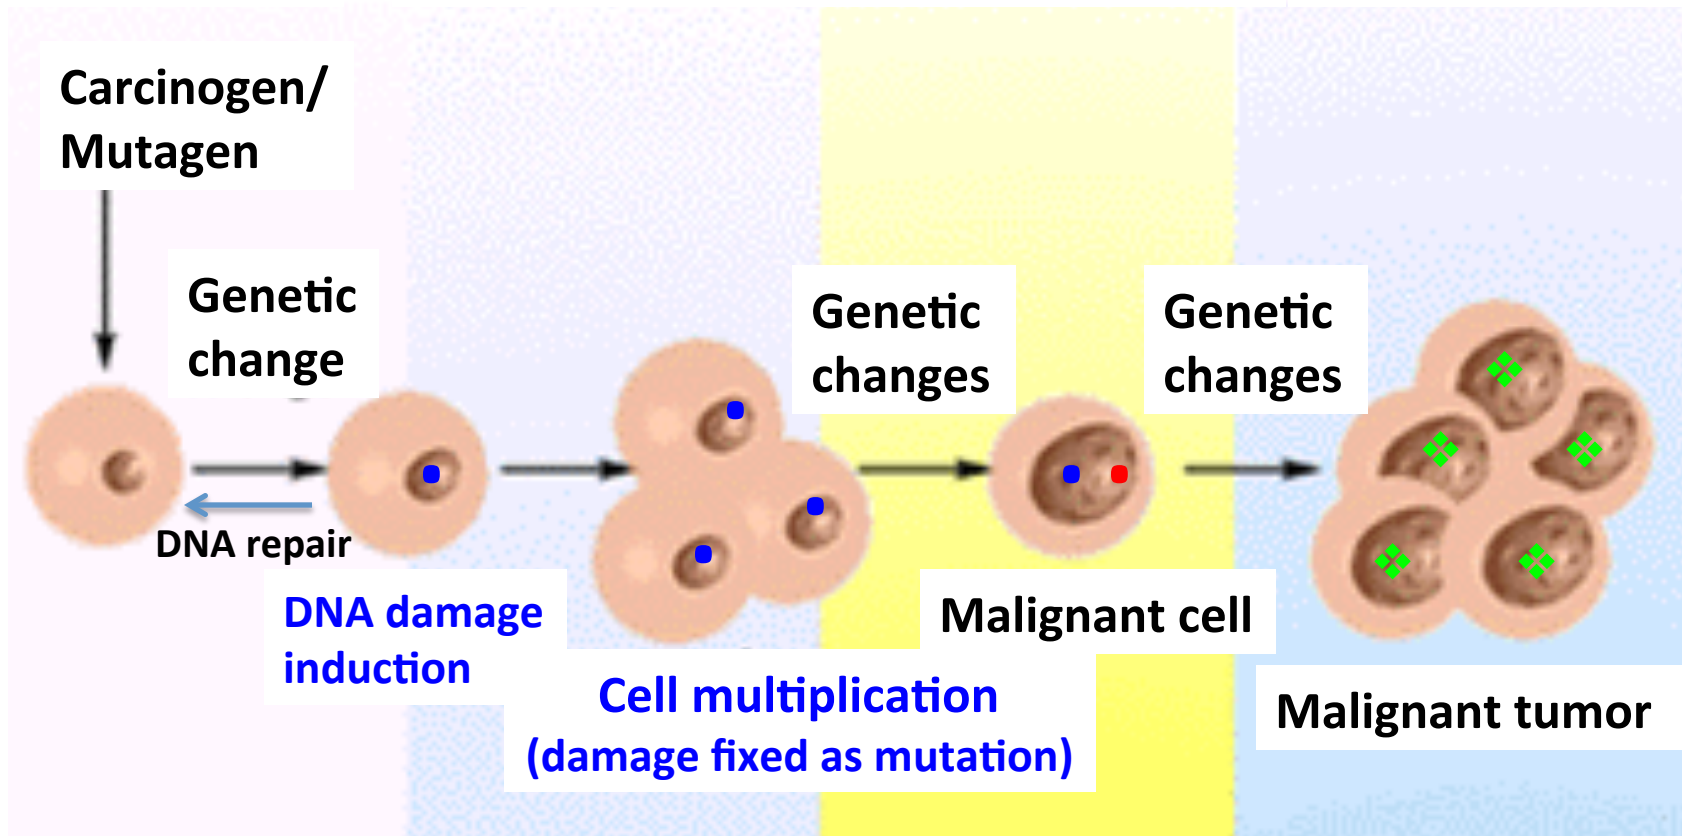 Carcinogen/
Mutagen
Genetic
change
DNA repair
DNA damage
induction
Cell multiplication
(damage fixed as mutation)
Genetic
changes
Malignant cell
Genetic
changes
Malignant tumor